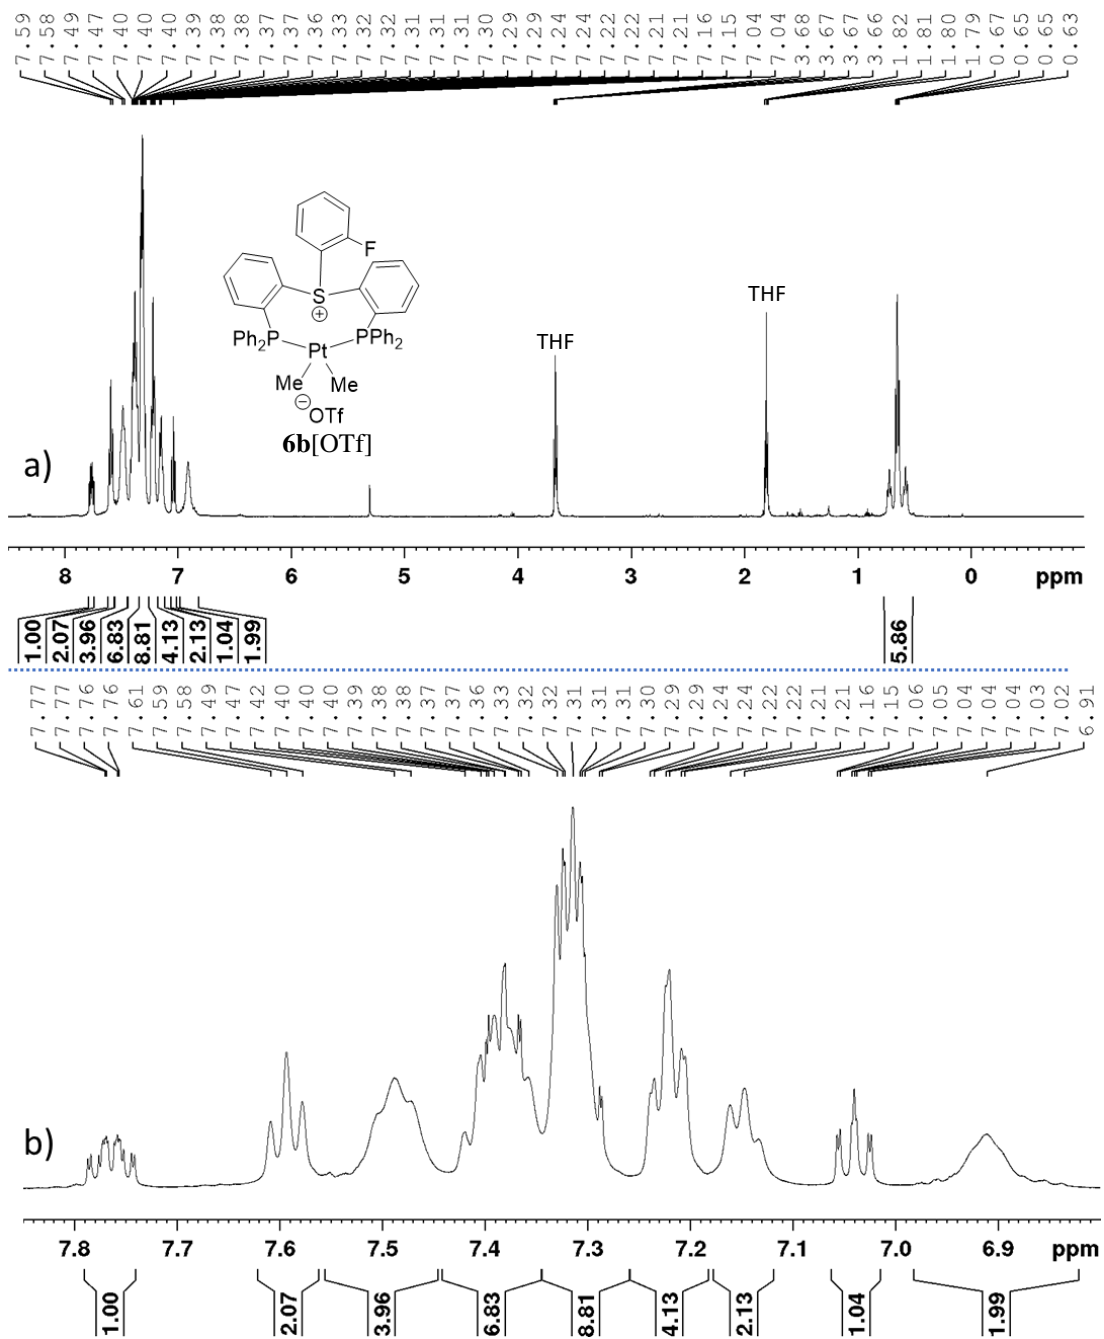 7.59 7.58 7.49 7.47 7.40 7.40 7.40 7.39 7.38 7.38 7.37 7.37 7.36 7.33 7.32 7.32 7.31 7.31 7.31 7.30 7.29 7.29 7.24 7.24 7.22 7.22 7.21 7.21 7.16 7.15 7.04 3.68 3.67 3.67 3.66 1.82 1.81 1.80 1.79 0.67 0.65 0.65 0.63
F
S
⊕
THF
THF
Ph2P
PPh2
Pt
Me
Me
⊖
OTf
6b[OTf]
a)
8 7 6 5 4 3 2 1 0 ppm
1.00 2.07 3.96 6.83 8.81 4.13 2.13 1.04 1.99 5.86
7.77 7.77 7.76 7.76 7.61 7.59 7.58 7.49 7.47 7.42 7.40 7.40 7.39 7.38 7.38 7.37 7.37 7.36 7.33 7.32 7.32 7.31 7.31 7.31 7.30 7.29 7.29 7.24 7.24 7.22 7.22 7.21 7.21 7.16 7.15 7.06 7.05 7.04 7.04 7.04 7.03 7.02 6.91
b)
7.8 7.7 7.6 7.5 7.4 7.3 7.2 7.1 7.0 6.9 ppm
1.00 2.07 3.96 6.83 8.81 4.13 2.13 1.04 1.99